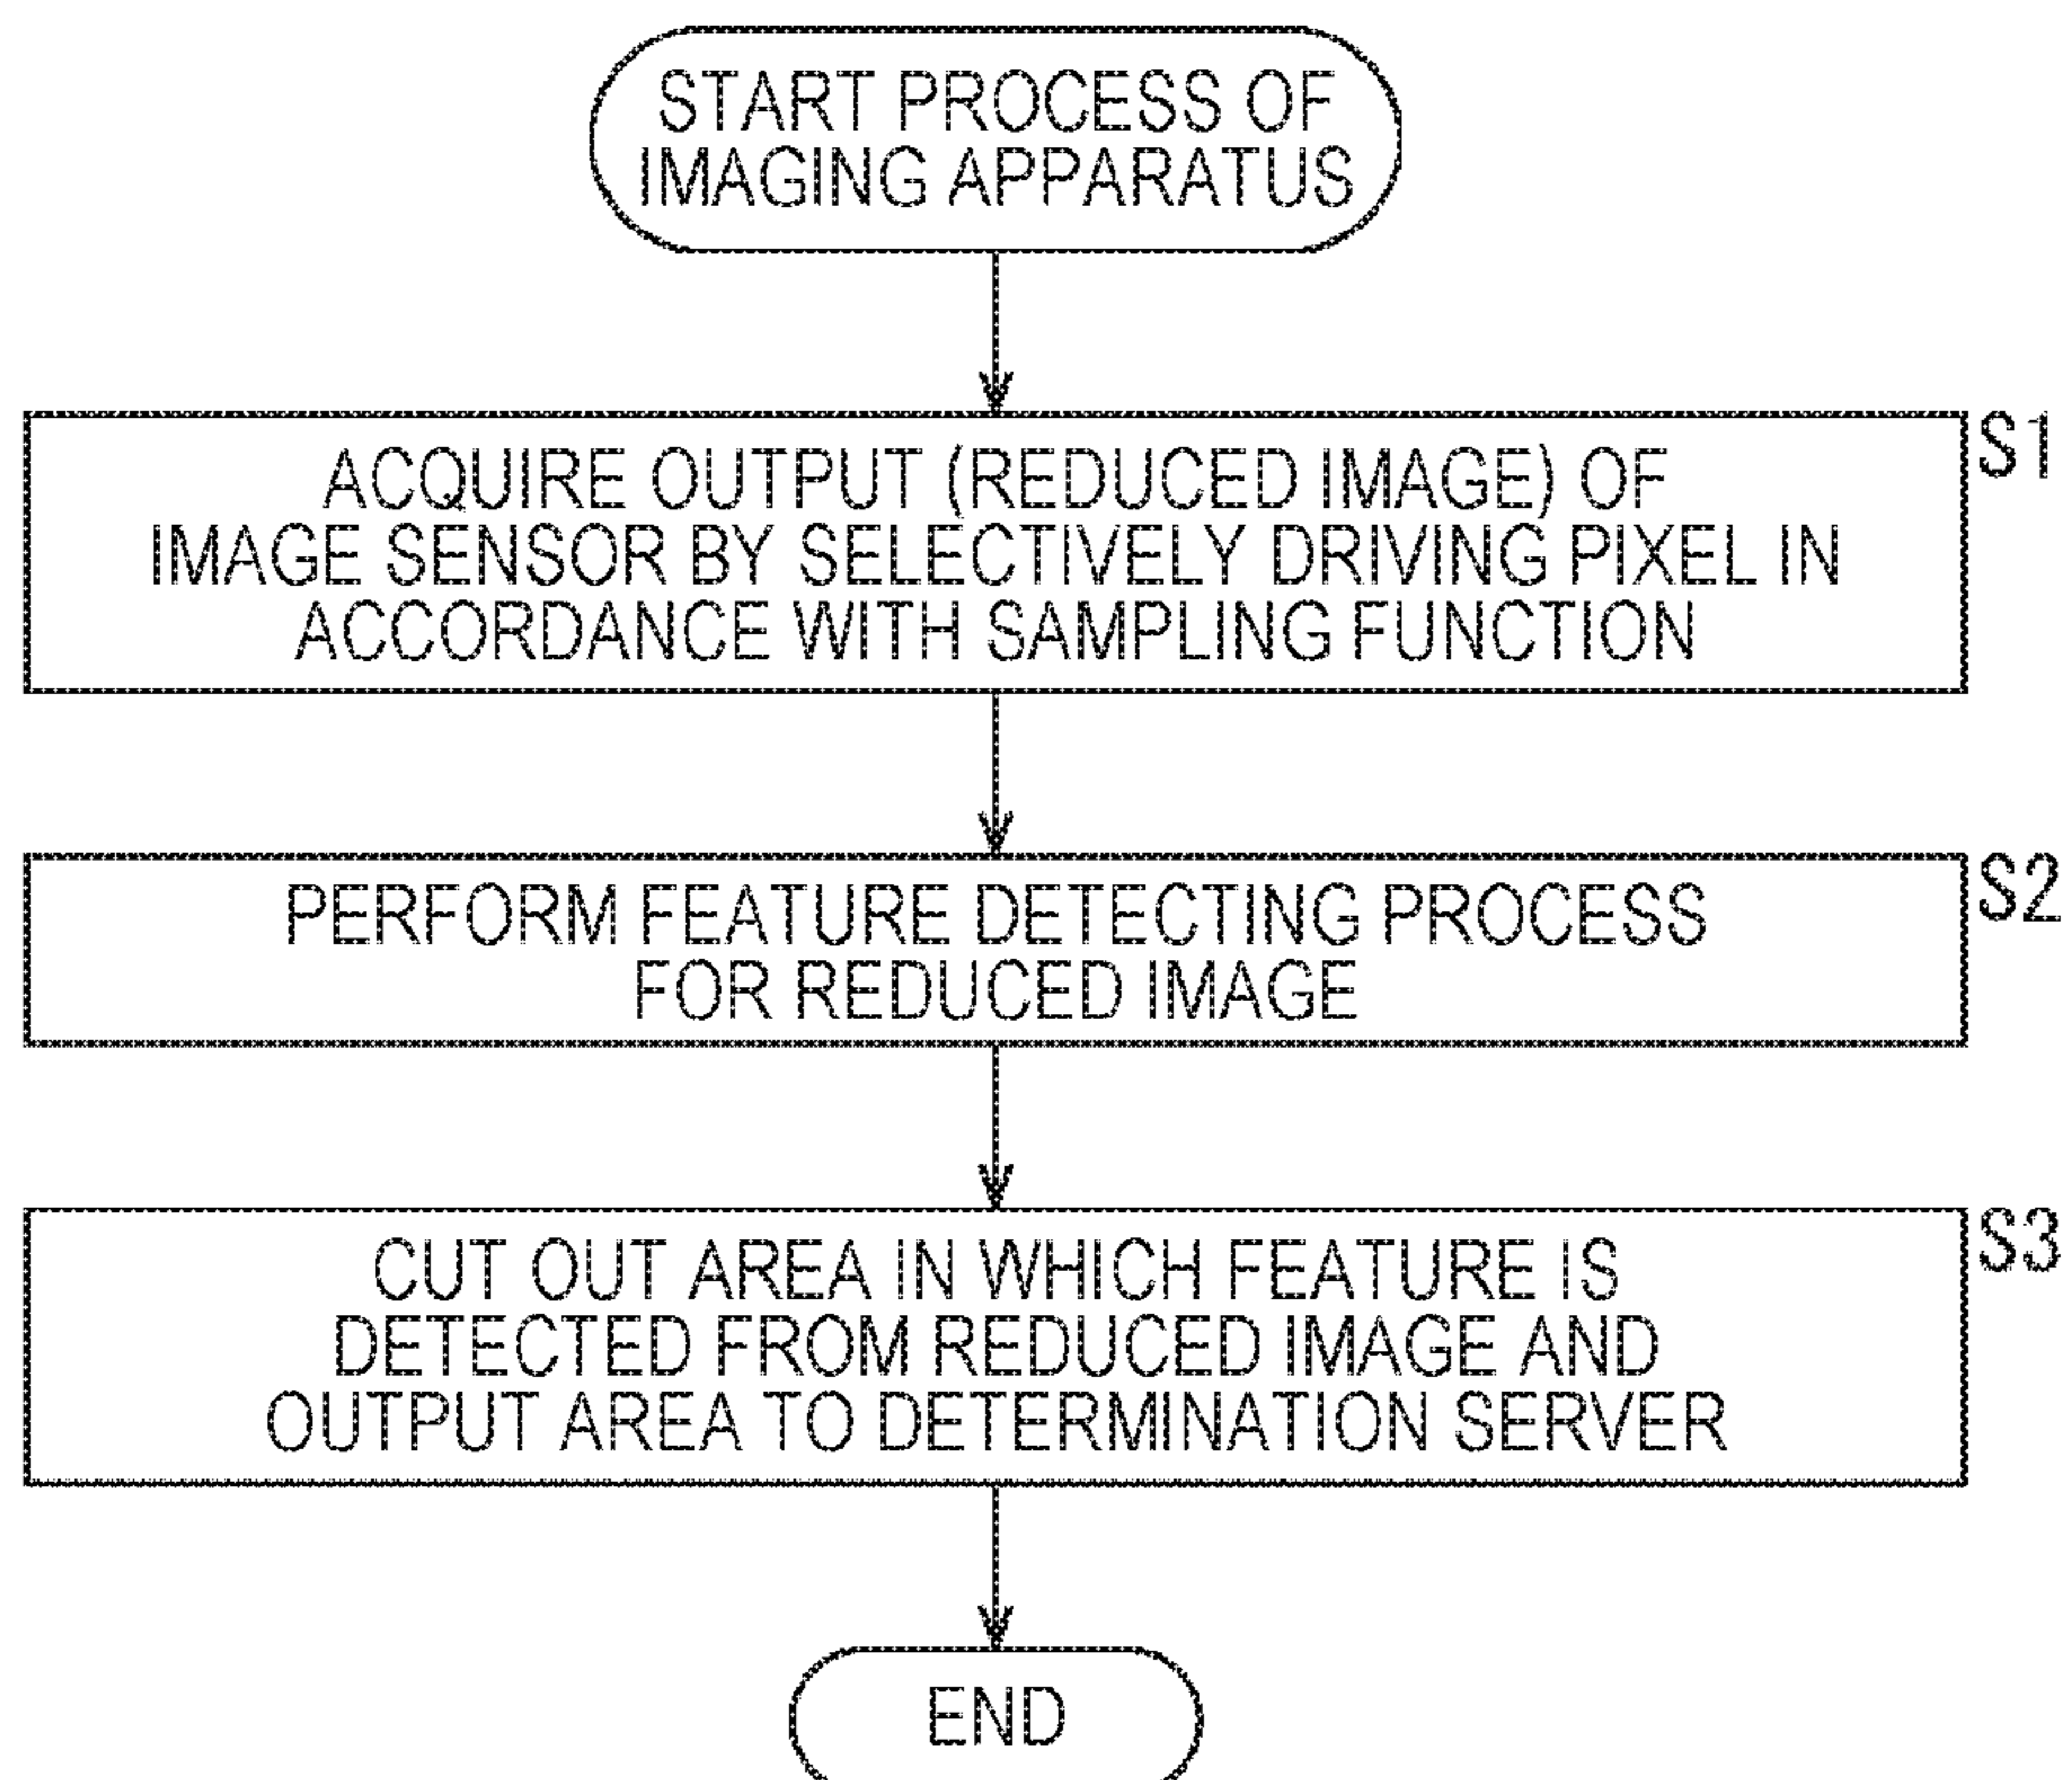 START PROCESS OF
IMAGING APPARATUS
S1
ACQUIRE OUTPUT (REDUCED IMAGE) OF
IMAGE SENSOR BY SELECTIVELY DRIVING PIXEL IN
ACCORDANCE WITH SAMPLING FUNCTION
S2
PERFORM FEATURE DETECTING PROCESS
FOR REDUCED IMAGE
S3
CUT OUT AREA IN WHICH FEATURE IS
DETECTED FROM REDUCED IMAGE AND
OUTPUT AREA TO DETERMINATION SERVER
END